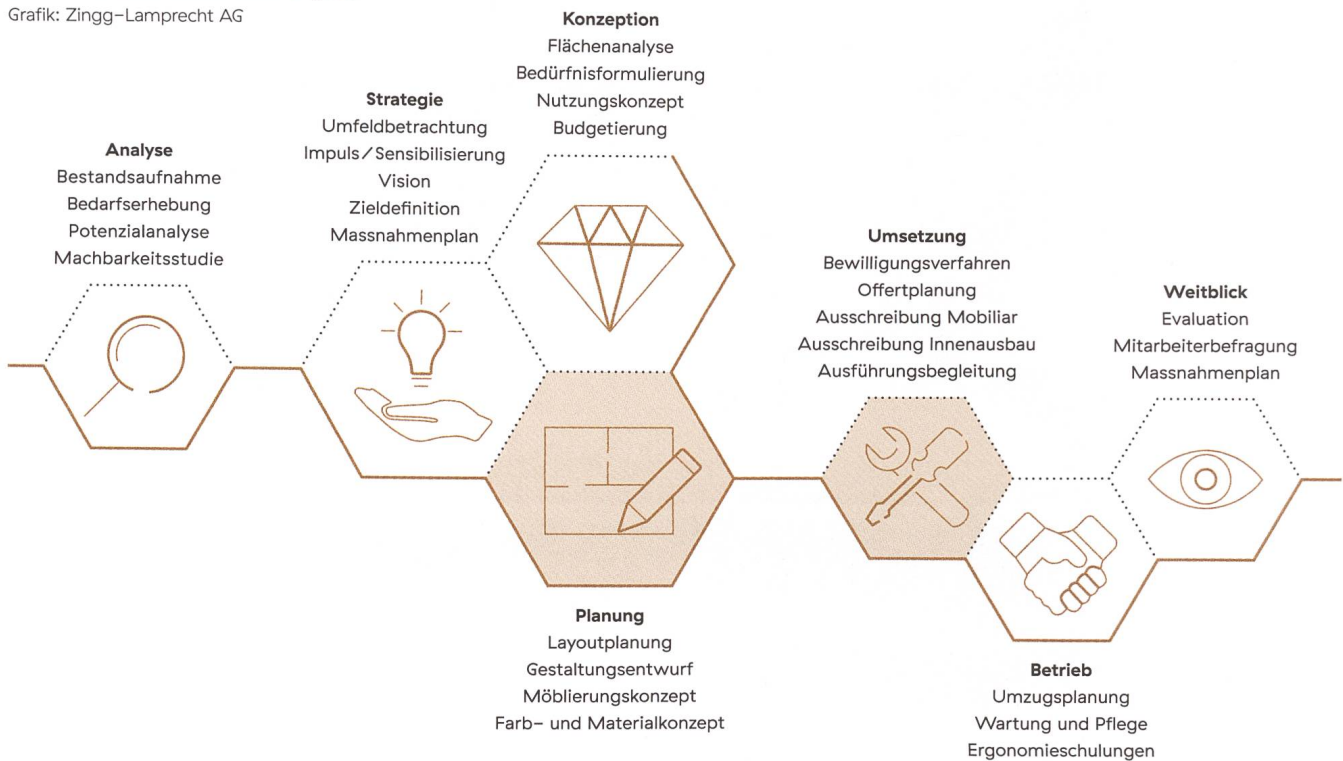 Grafik: Zingg-Lamprecht AG
Analyse
Bestandsaufnahme
Bedarfserhebung
Potenzialanalyse
Machbarkeitsstudie
Strategie
Umfeldbetrachtung
Impuls/Sensibilisierung
Vision
Zieldefinition
Massnahmenplan
Konzeption
Flächenanalyse
Bedürfnisformulierung
Nutzungskonzept
Budgetierung
Planung
Layoutplanung
Gestaltungsentwurf
Möblierungskonzept
Farb- und Materialkonzept
Umsetzung
Bewilligungsverfahren
Offertplanung
Ausschreibung Mobiliar
Ausschreibung Innenausbau
Ausführungsbegleitung
Betrieb
Umzugsplanung
Wartung und Pflege
Ergonomieschulungen
Weitblick
Evaluation
Mitarbeiterbefragung
Massnahmenplan